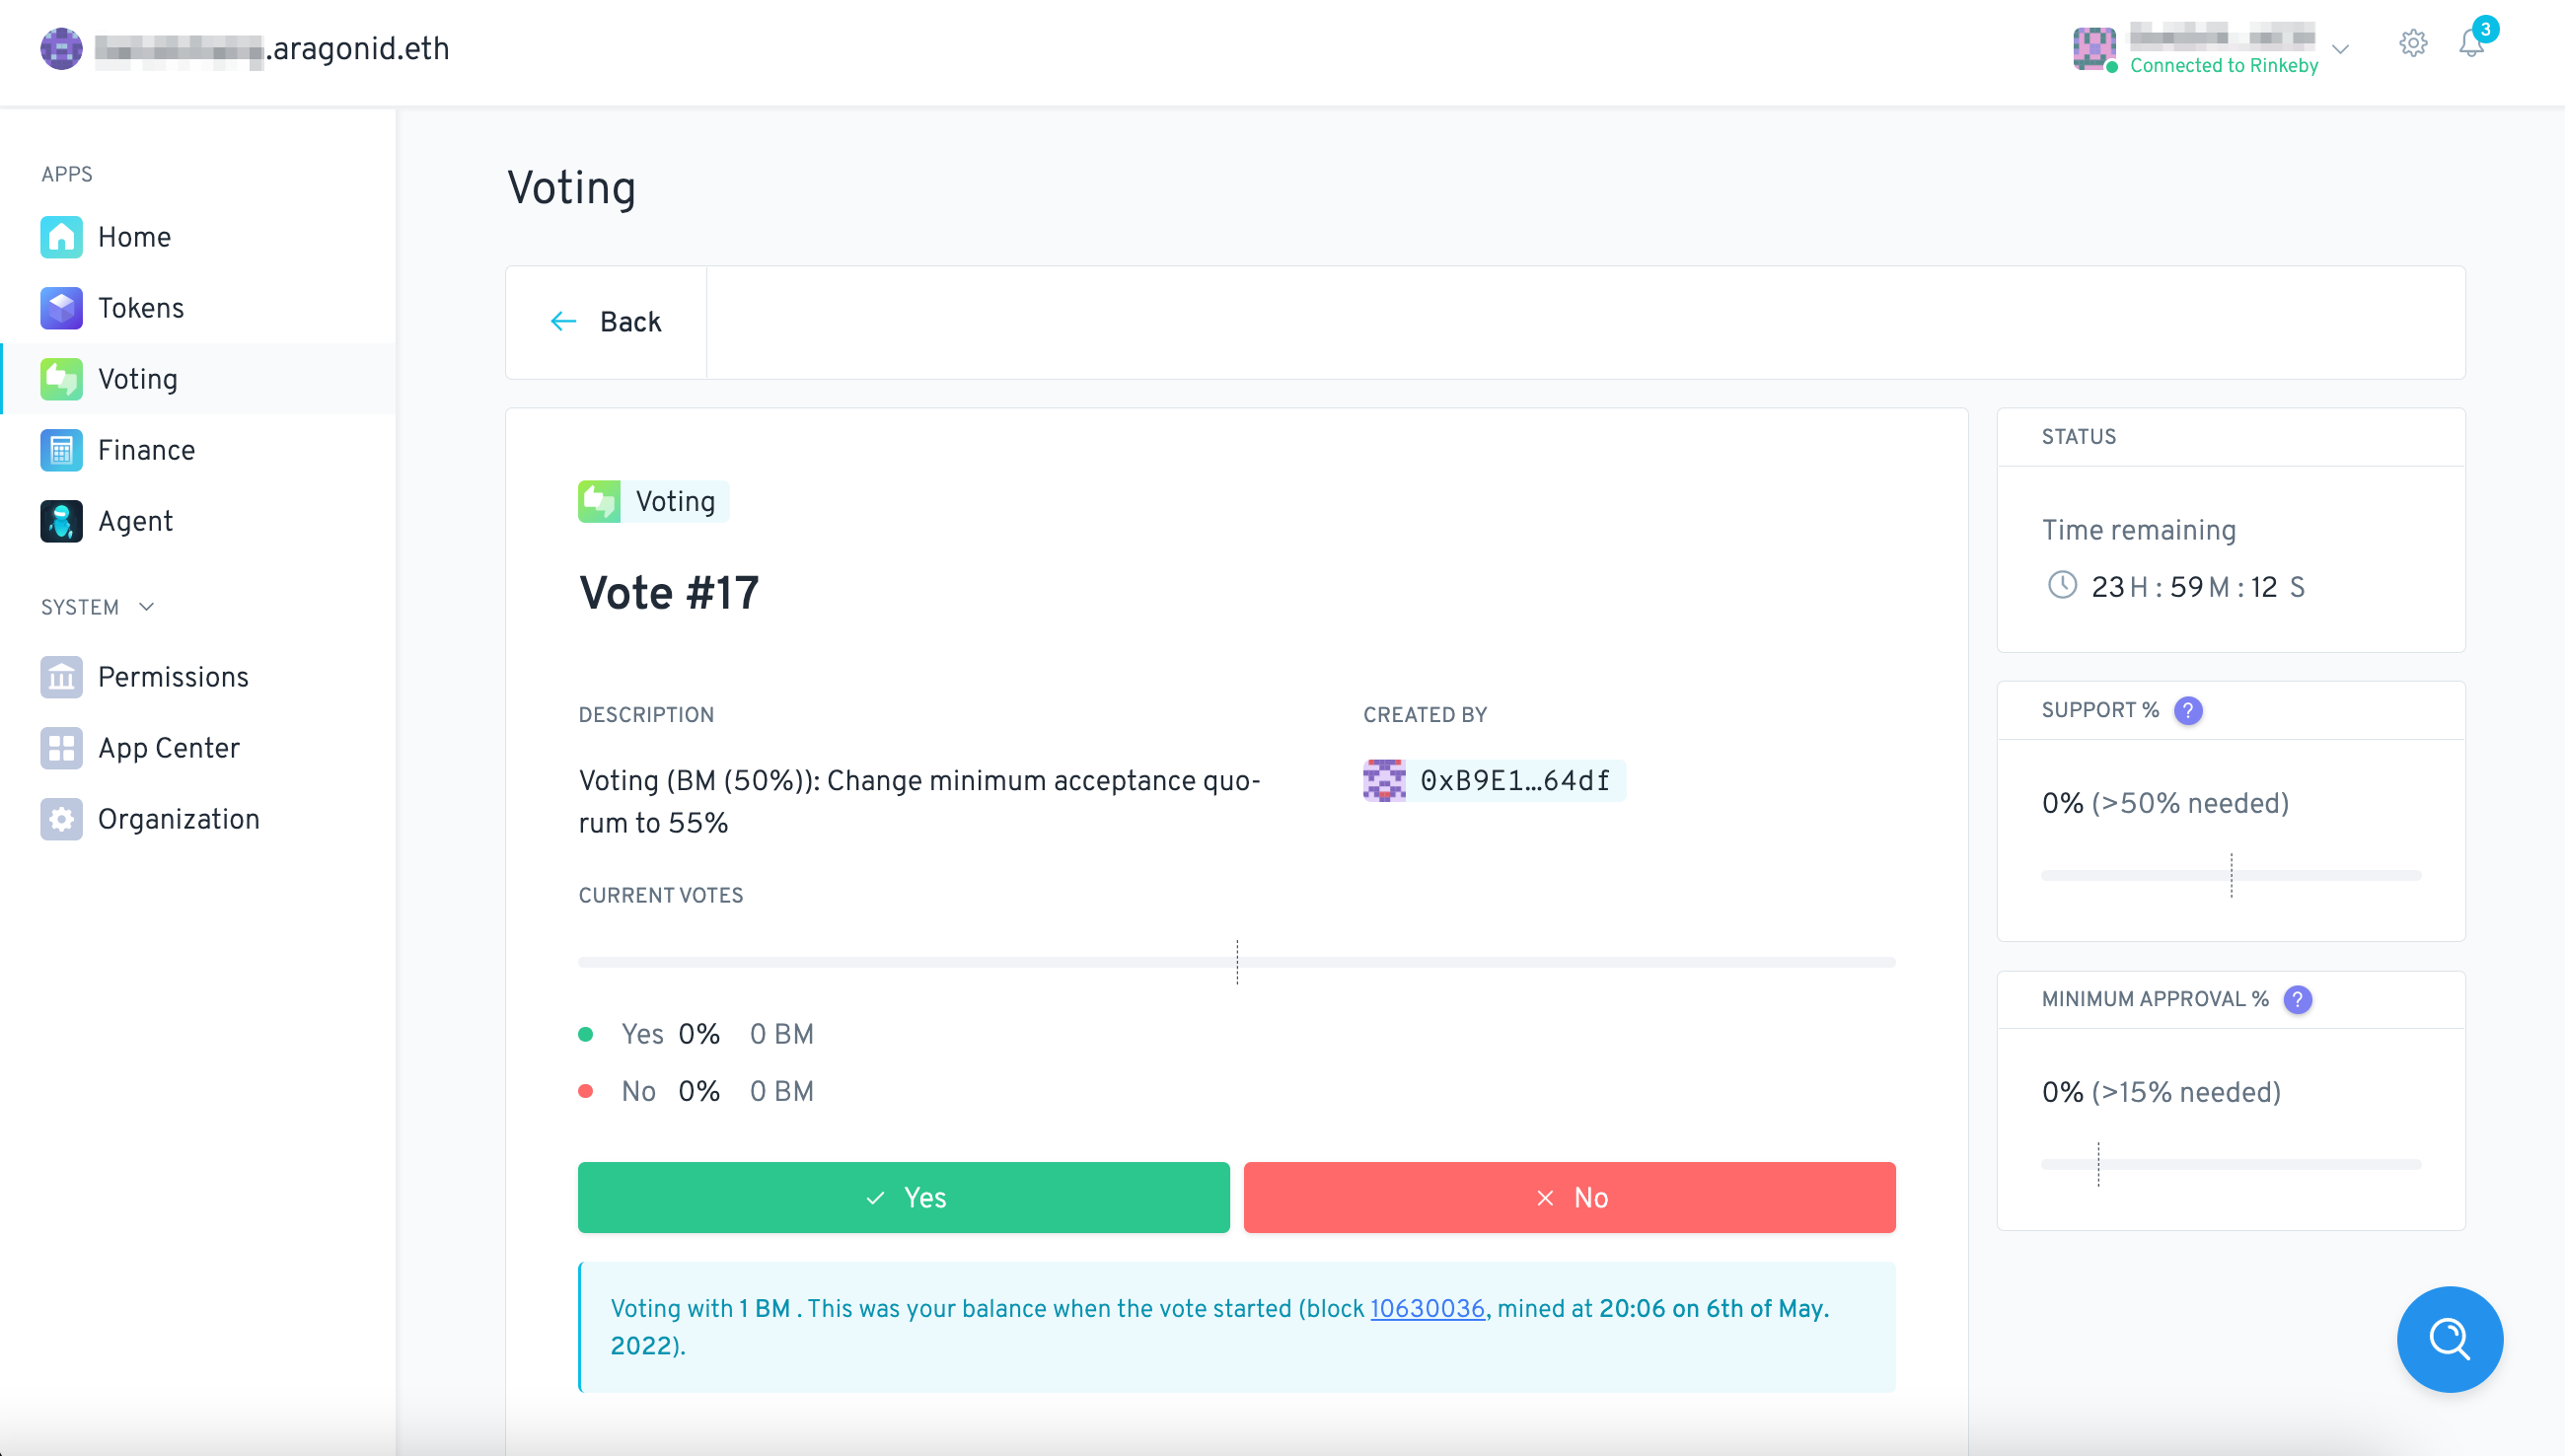 .aragonid.eth
Connected to Rinkeby
3
APPS
Home
Tokens
Voting
Finance
Agent
SYSTEM
Permissions
App Center
Organization
Voting
Back
Voting
Vote #17
DESCRIPTION
Voting (BM (50%)): Change minimum acceptance quo-
rum to 55%
CREATED BY
0xB9E1…64df
CURRENT VOTES
Yes 0% 0 BM
No 0% 0 BM
Yes
No
Voting with 1 BM . This was your balance when the vote started (block 10630036, mined at 20:06 on 6th of May.
2022).
STATUS
Time remaining
23 H : 59 M : 12 S
SUPPORT % ?
0% (>50% needed)
MINIMUM APPROVAL % ?
0% (>15% needed)